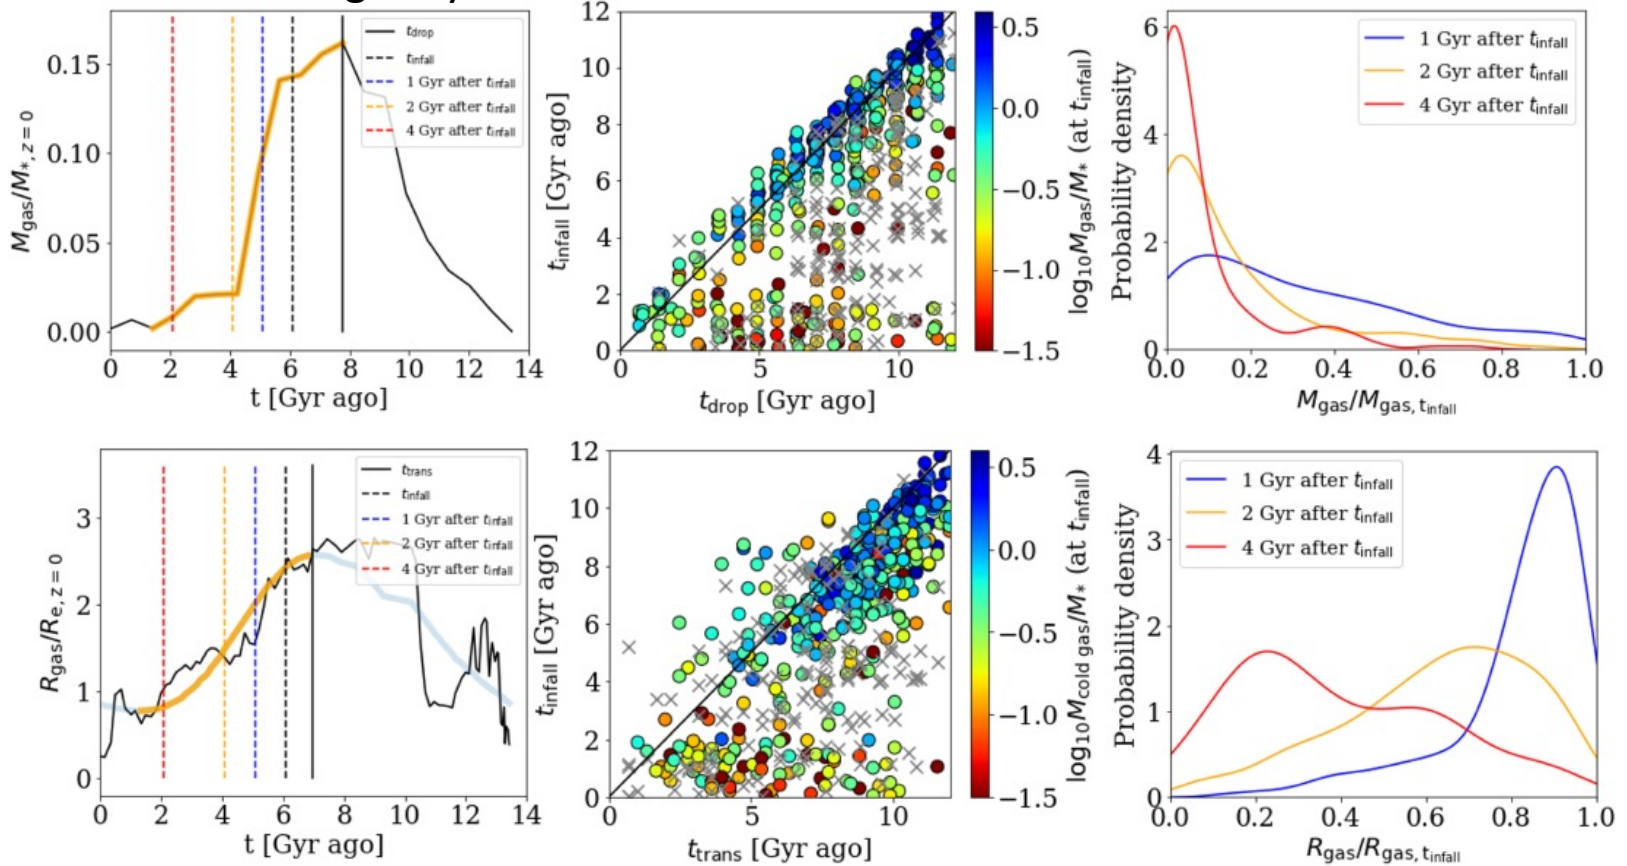 0.15
0.10
0.05
0.00
M_gas/M_*,z=0
t_drop
t_infall
1 Gyr after t_infall
2 Gyr after t_infall
4 Gyr after t_infall
0 2 4 6 8 10 12 14
t [Gyr ago]
12
10
8
6
4
2
0
t_infall [Gyr ago]
0 5 10
t_drop [Gyr ago]
0.5
0.0
−0.5
−1.0
−1.5
log10 M_gas/M_* (at t_infall)
6
4
2
0
Probability density
1 Gyr after t_infall
2 Gyr after t_infall
4 Gyr after t_infall
0.0 0.2 0.4 0.6 0.8 1.0
M_gas/M_gas,t_infall
3
2
1
0
R_gas/R_e,z=0
t_trans
t_infall
1 Gyr after t_infall
2 Gyr after t_infall
4 Gyr after t_infall
0 2 4 6 8 10 12 14
t [Gyr ago]
12
10
8
6
4
2
0
t_infall [Gyr ago]
0 5 10
t_trans [Gyr ago]
0.5
0.0
−0.5
−1.0
−1.5
log10 M_cold gas/M_* (at t_infall)
4
3
2
1
0
Probability density
1 Gyr after t_infall
2 Gyr after t_infall
4 Gyr after t_infall
0.0 0.2 0.4 0.6 0.8 1.0
R_gas/R_gas,t_infall